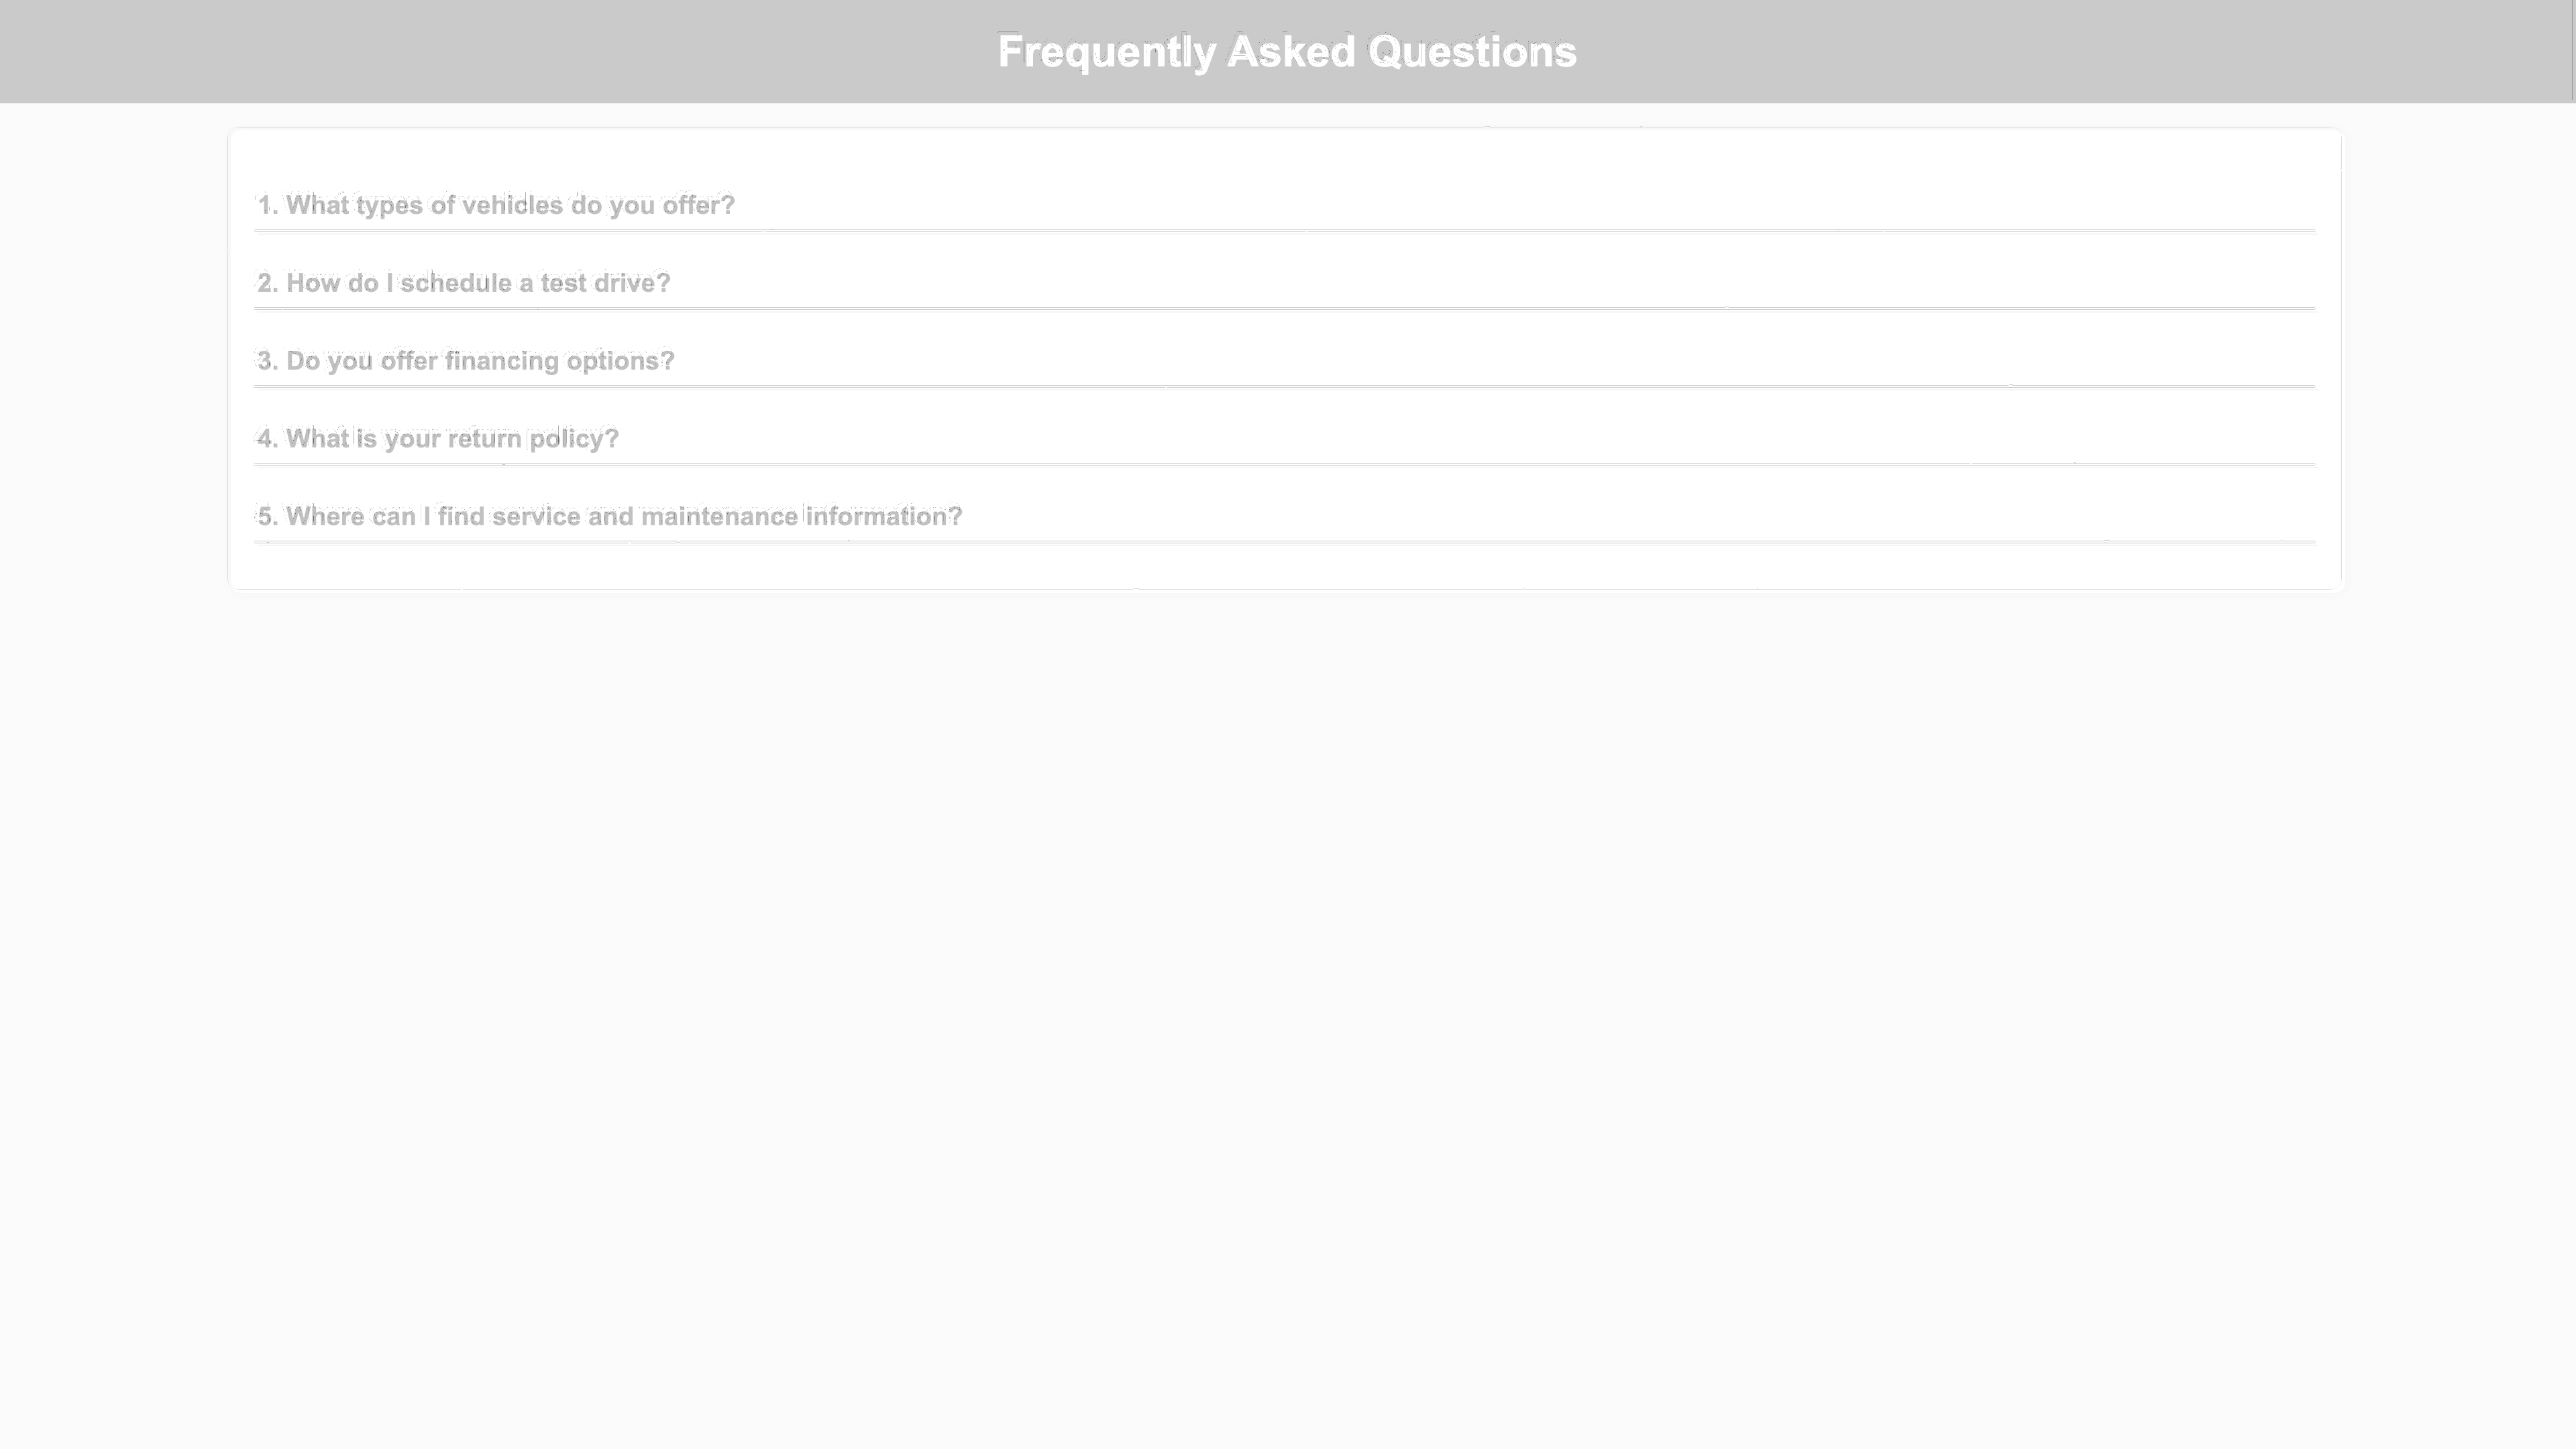 Frequently Asked Questions
1. What types of vehicles do you offer?
2. How do I schedule a test drive?
3. Do you offer financing options?
4. What is your return policy?
5. Where can I find service and maintenance information?